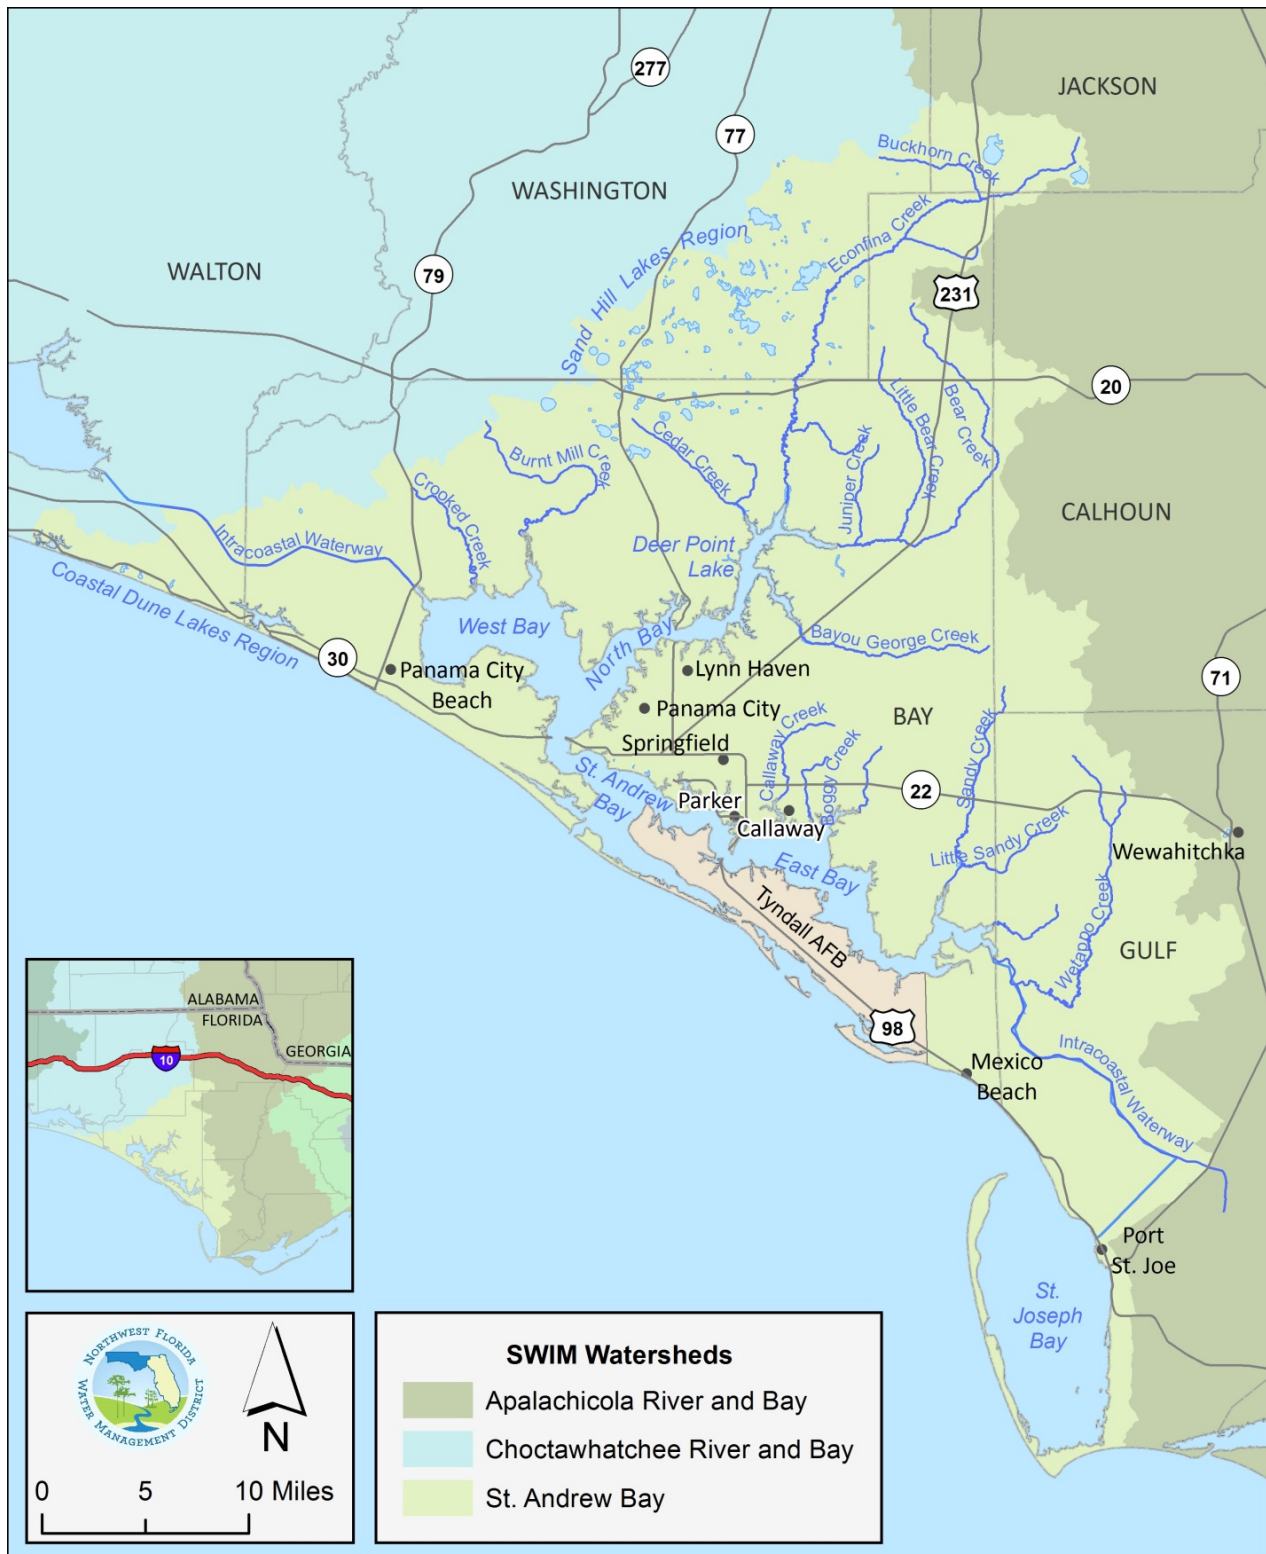 JACKSON
277
77
Buckhorn Creek
WASHINGTON
Econfina Creek
Sand Hill Lakes Region
WALTON
79
231
20
Burnt Mill Creek
Cedar Creek
Little Bear Creek
Bear Creek
Juniper Creek
Crooked Creek
CALHOUN
Intracoastal Waterway
Deer Point
Lake
Coastal Dune Lakes Region
West Bay
North Bay
Bayou George Creek
30
Panama City
Beach
Lynn Haven
71
Panama City
BAY
Springfield
Callaway Creek
Boggy Creek
Sandy Creek
St. Andrew
Bay
22
Parker
Callaway
Little Sandy Creek
Wewahitchka
East Bay
Tyndall AFB
Wetappo Creek
GULF
98
Mexico
Beach
Intracoastal Waterway
Port
St. Joe
St.
Joseph
Bay
ALABAMA
FLORIDA
GEORGIA
10
NORTHWEST FLORIDA
WATER MANAGEMENT DISTRICT
N
0 5 10 Miles
SWIM Watersheds
Apalachicola River and Bay
Choctawhatchee River and Bay
St. Andrew Bay